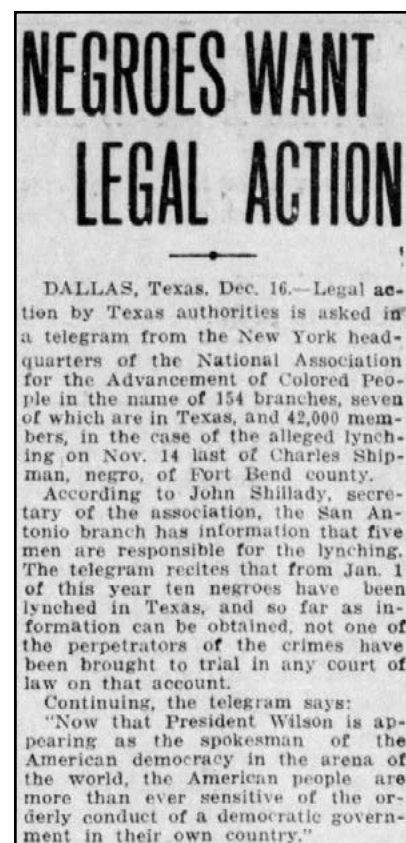 NEGROES WANT
LEGAL ACTION
DALLAS, Texas, Dec. 16.—Legal ac-
tion by Texas authorities is asked in
a telegram from the New York head-
quarters of the National Association
for the Advancement of Colored Peo-
ple in the name of 154 branches, seven
of which are in Texas, and 42,000 mem-
bers, in the case of the alleged lynch-
ing on Nov. 14 last of Charles Ship-
man, negro, of Fort Bend county.
According to John Shillady, secre-
tary of the association, the San An-
tonio branch has information that five
men are responsible for the lynching.
The telegram recites that from Jan. 1
of this year ten negroes have been
lynched in Texas, and so far as in-
formation can be obtained, not one of
the perpetrators of the crimes have
been brought to trial in any court of
law on that account.
Continuing, the telegram says:
"Now that President Wilson is ap-
pearing as the spokesman of the
American democracy in the arena of
the world, the American people are
more than ever sensitive of the or-
derly conduct of a democratic govern-
ment in their own country."